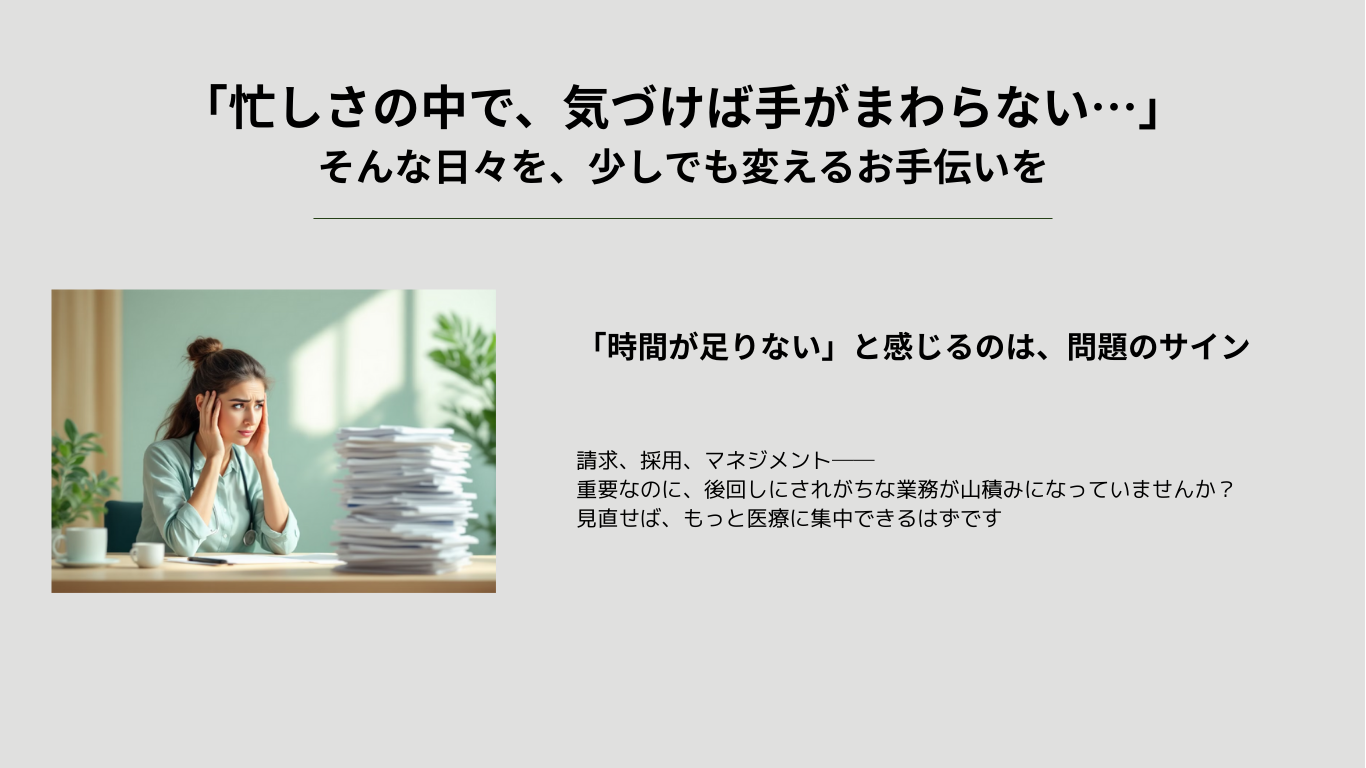 「忙しさの中で、気づけば手がまわらない…」
そんな日々を、少しでも変えるお手伝いを
「時間が足りない」と感じるのは、問題のサイン
請求、採用、マネジメント――
重要なのに、後回しにされがちな業務が山積みになっていませんか？
見直せば、もっと医療に集中できるはずです